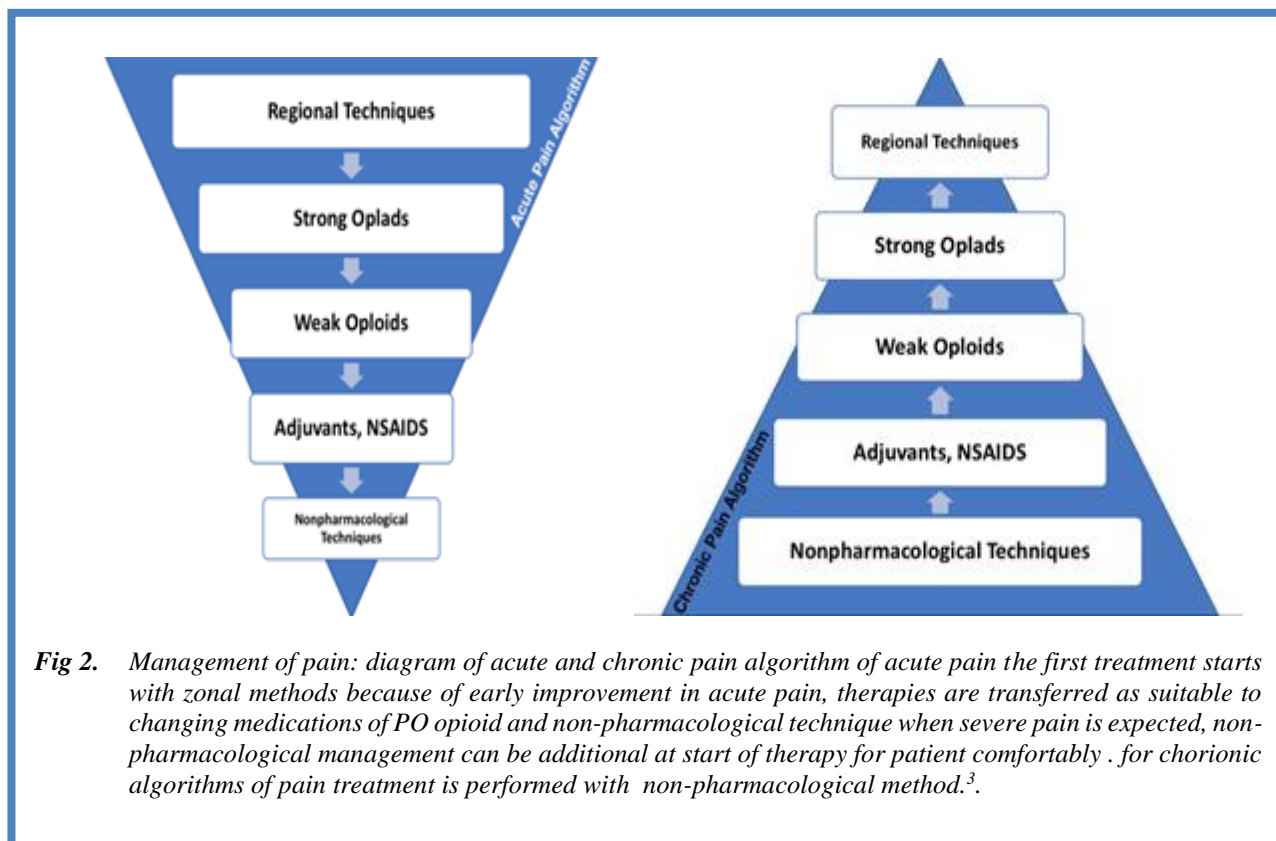 Regional Techniques
Strong Oplads
Weak Oploids
Adjuvants, NSAIDS
Nonpharmacological
Techniques
Acute Pain Algorithm
Regional Techniques
Strong Oplads
Weak Oploids
Adjuvants, NSAIDS
Nonpharmacological Techniques
Chronic Pain Algorithm
Fig 2. Management of pain: diagram of acute and chronic pain algorithm of acute pain the first treatment starts
with zonal methods because of early improvement in acute pain, therapies are transferred as suitable to
changing medications of PO opioid and non-pharmacological technique when severe pain is expected, non-
pharmacological management can be additional at start of therapy for patient comfortably . for chorionic
algorithms of pain treatment is performed with non-pharmacological method.3.